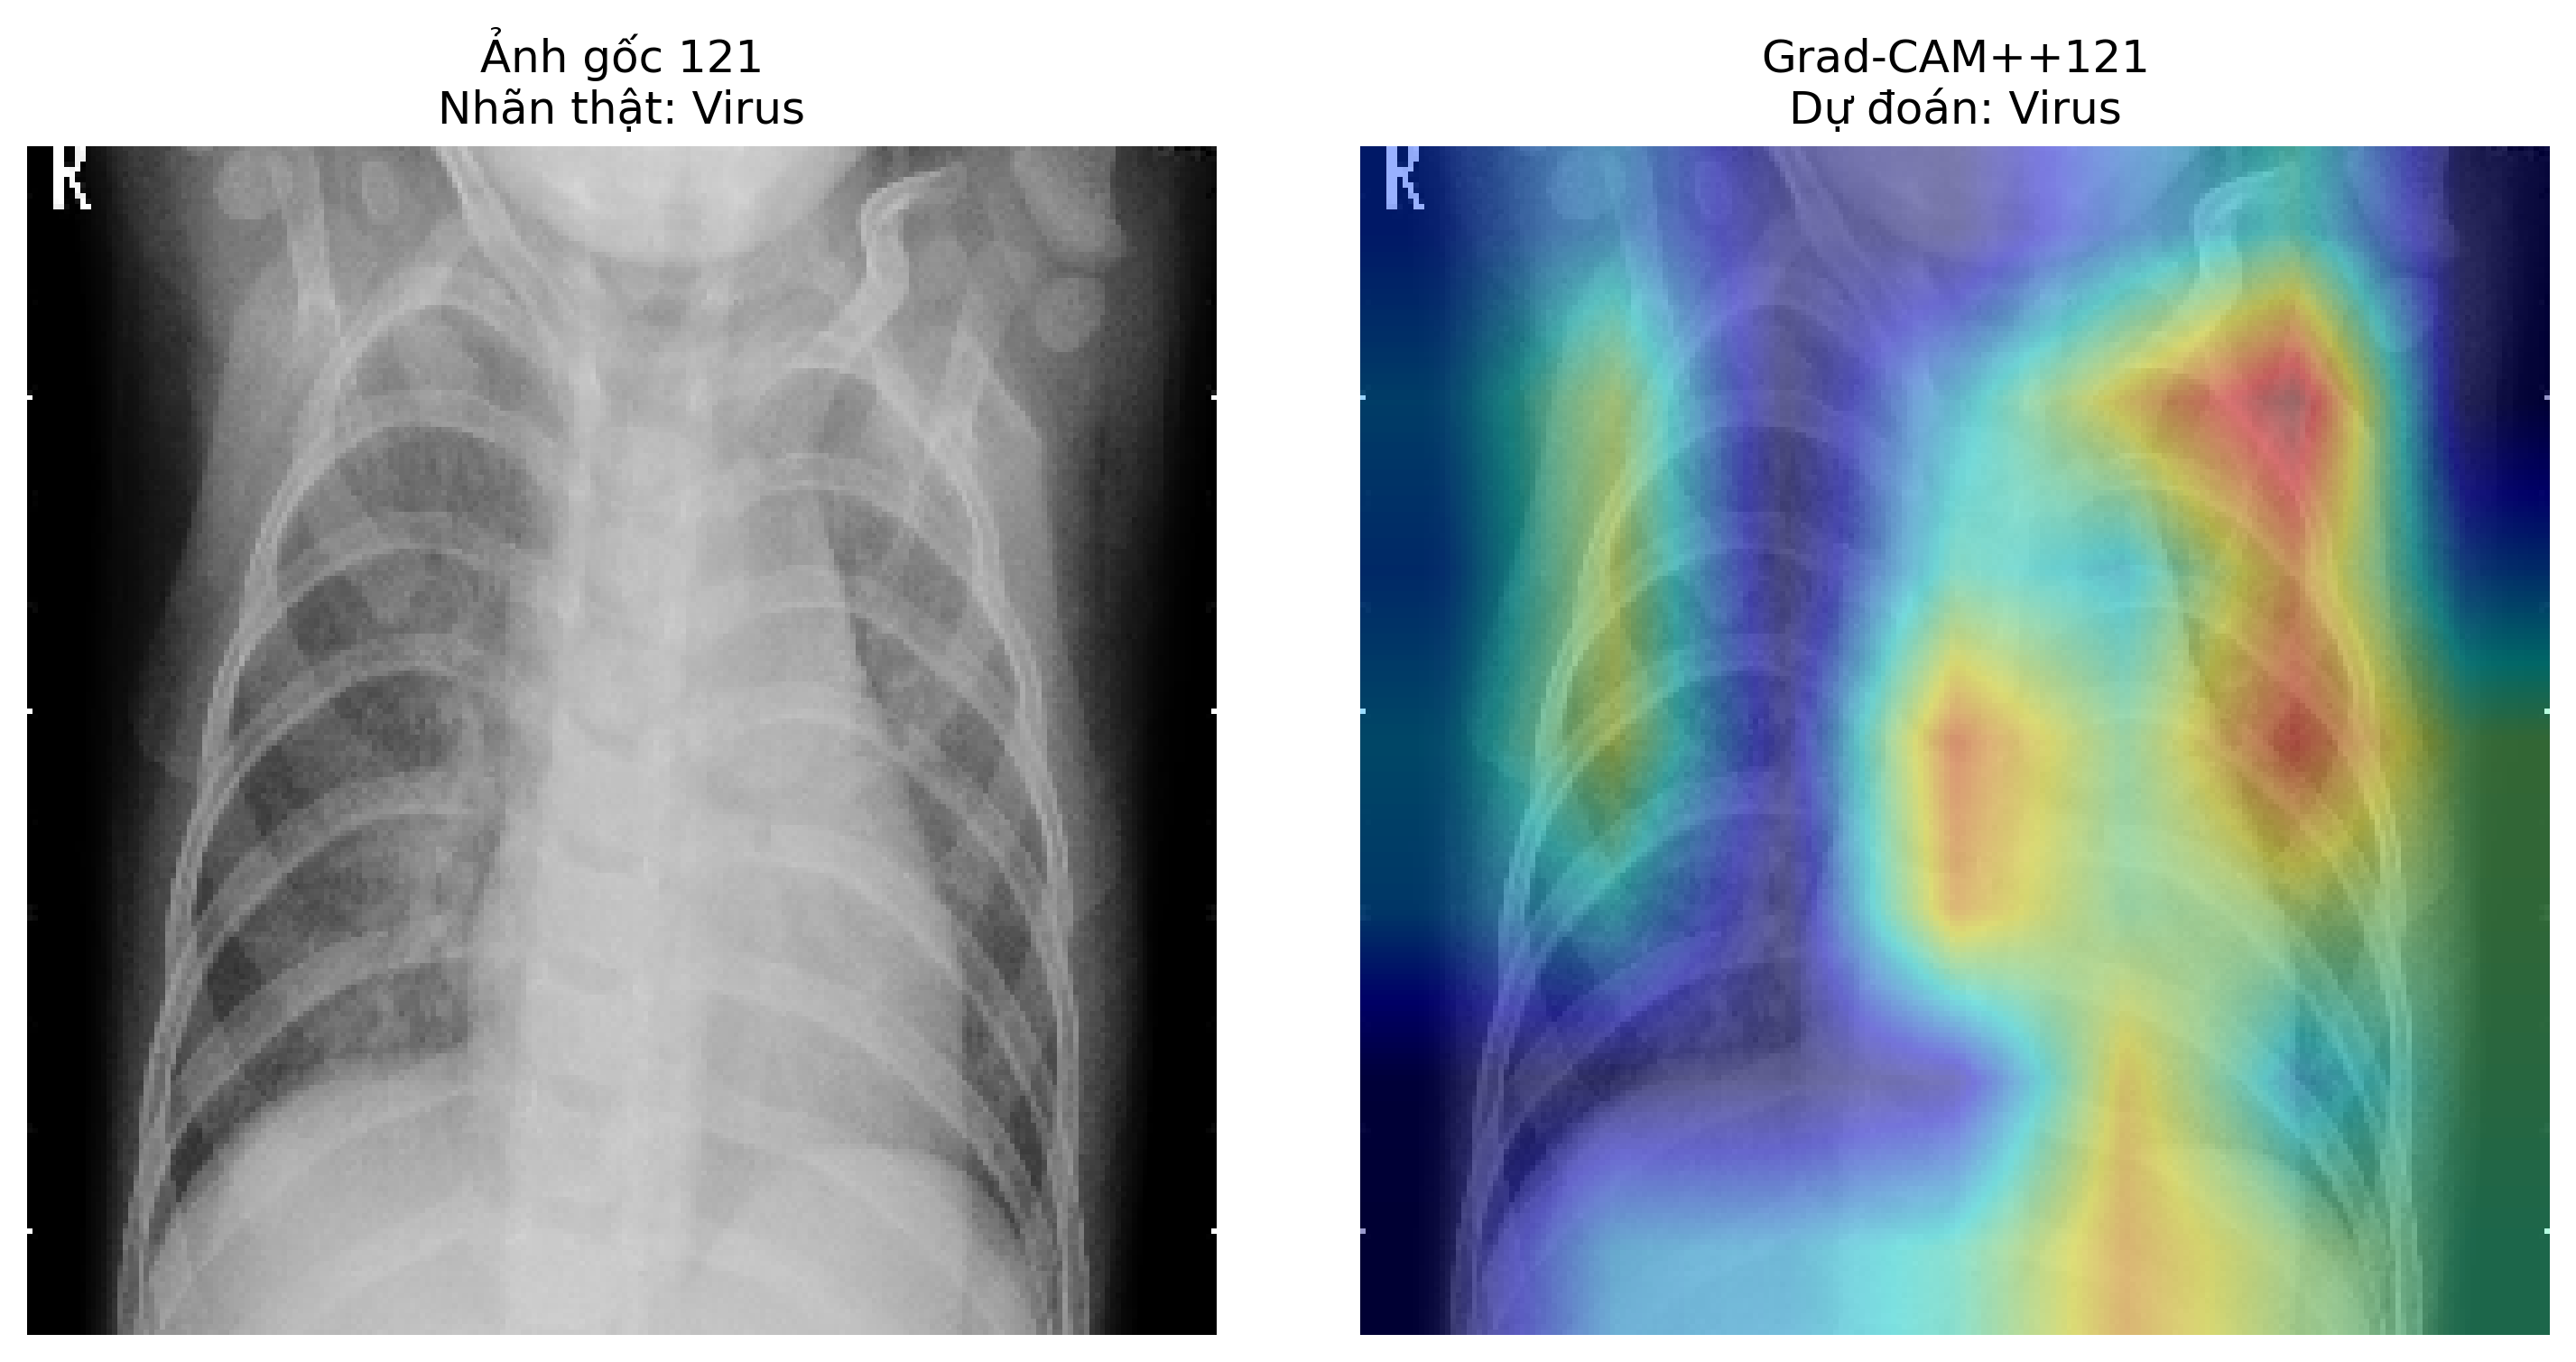 Ảnh gốc 121
Nhãn thật: Virus
Grad-CAM++121
Dự đoán: Virus
R
R